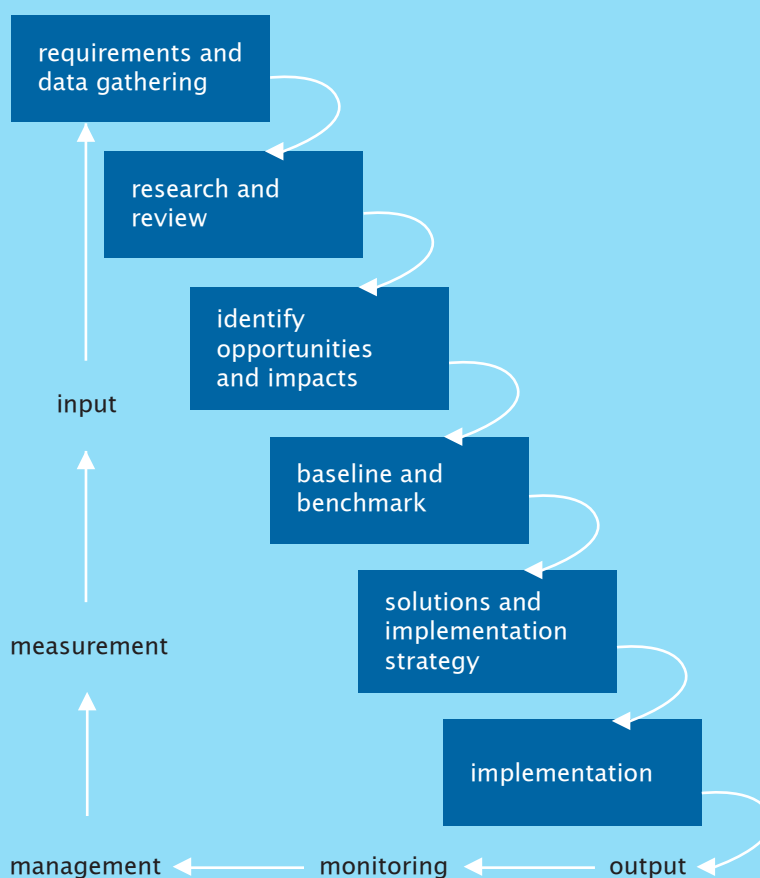 requirements and
data gathering
research and
review
identify
opportunities
and impacts
input
baseline and
benchmark
solutions and
implementation
strategy
measurement
implementation
management
monitoring
output